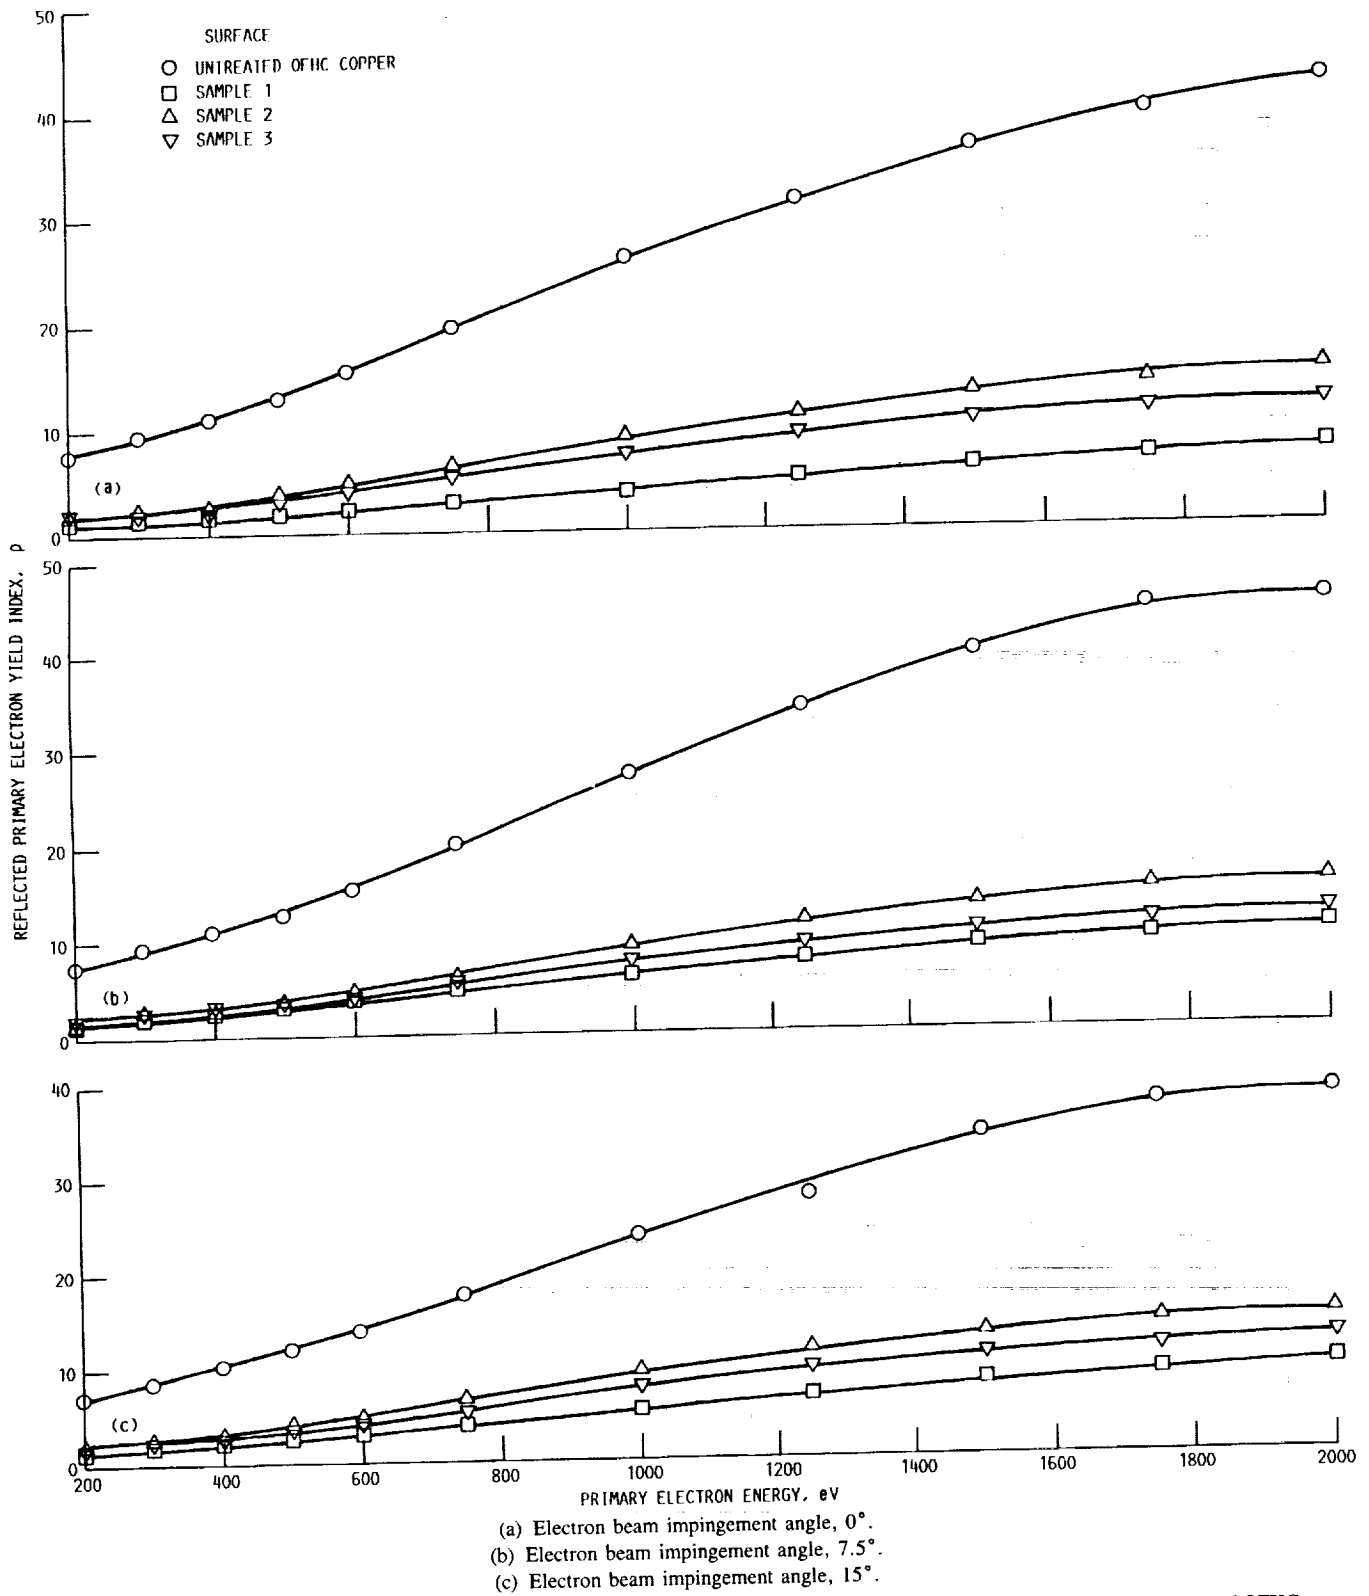 50
SURFACE
UNTREATED OFHC COPPER
SAMPLE 1
SAMPLE 2
SAMPLE 3
40
30
20
10
(a)
0
REFLECTED PRIMARY ELECTRON YIELD INDEX, ρ
50
40
30
20
10
(b)
0
40
30
20
10
(c)
0
200 400 600 800 1000 1200 1400 1600 1800 2000
PRIMARY ELECTRON ENERGY, eV
(a) Electron beam impingement angle, 0°.
(b) Electron beam impingement angle, 7.5°.
(c) Electron beam impingement angle, 15°.